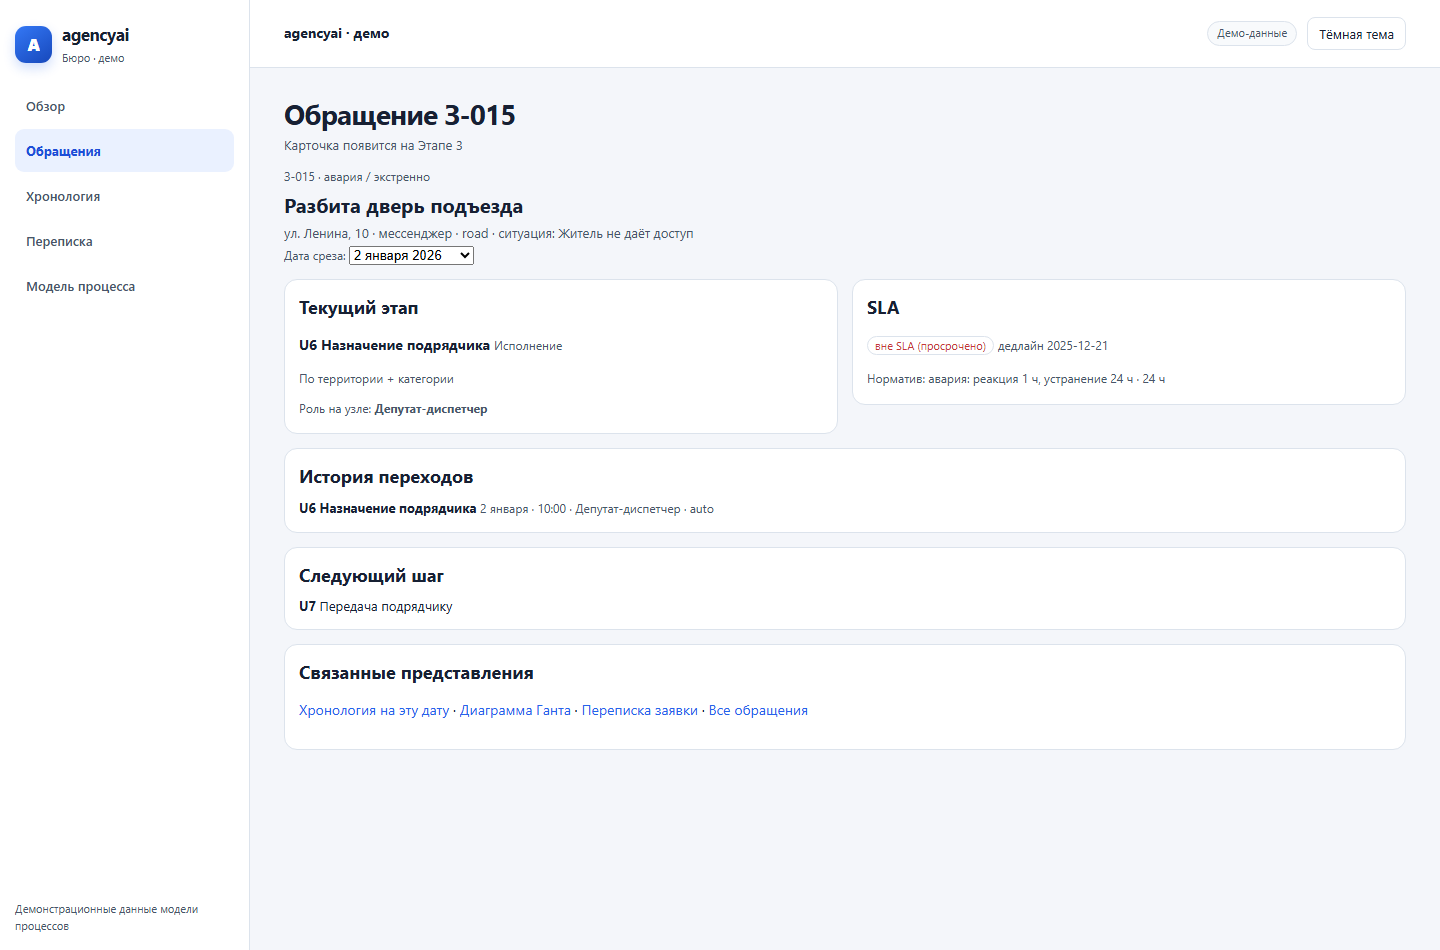 A
agencyai
Бюро · демо
Обзор
Обращения
Хронология
Переписка
Модель процесса
Демонстрационные данные модели
процессов
agencyai · демо
Демо-данные
Тёмная тема
Обращение З-015
Карточка появится на Этапе 3
З-015 · авария / экстренно
Разбита дверь подъезда
ул. Ленина, 10 · мессенджер · road · ситуация: Житель не даёт доступ
Дата среза: 2 января 2026
Текущий этап
U6 Назначение подрядчика Исполнение
По территории + категории
Роль на узле: Депутат-диспетчер
SLA
вне SLA (просрочено) дедлайн 2025-12-21
Норматив: авария: реакция 1 ч, устранение 24 ч · 24 ч
История переходов
U6 Назначение подрядчика 2 января · 10:00 · Депутат-диспетчер · auto
Следующий шаг
U7 Передача подрядчику
Связанные представления
Хронология на эту дату · Диаграмма Ганта · Переписка заявки · Все обращения